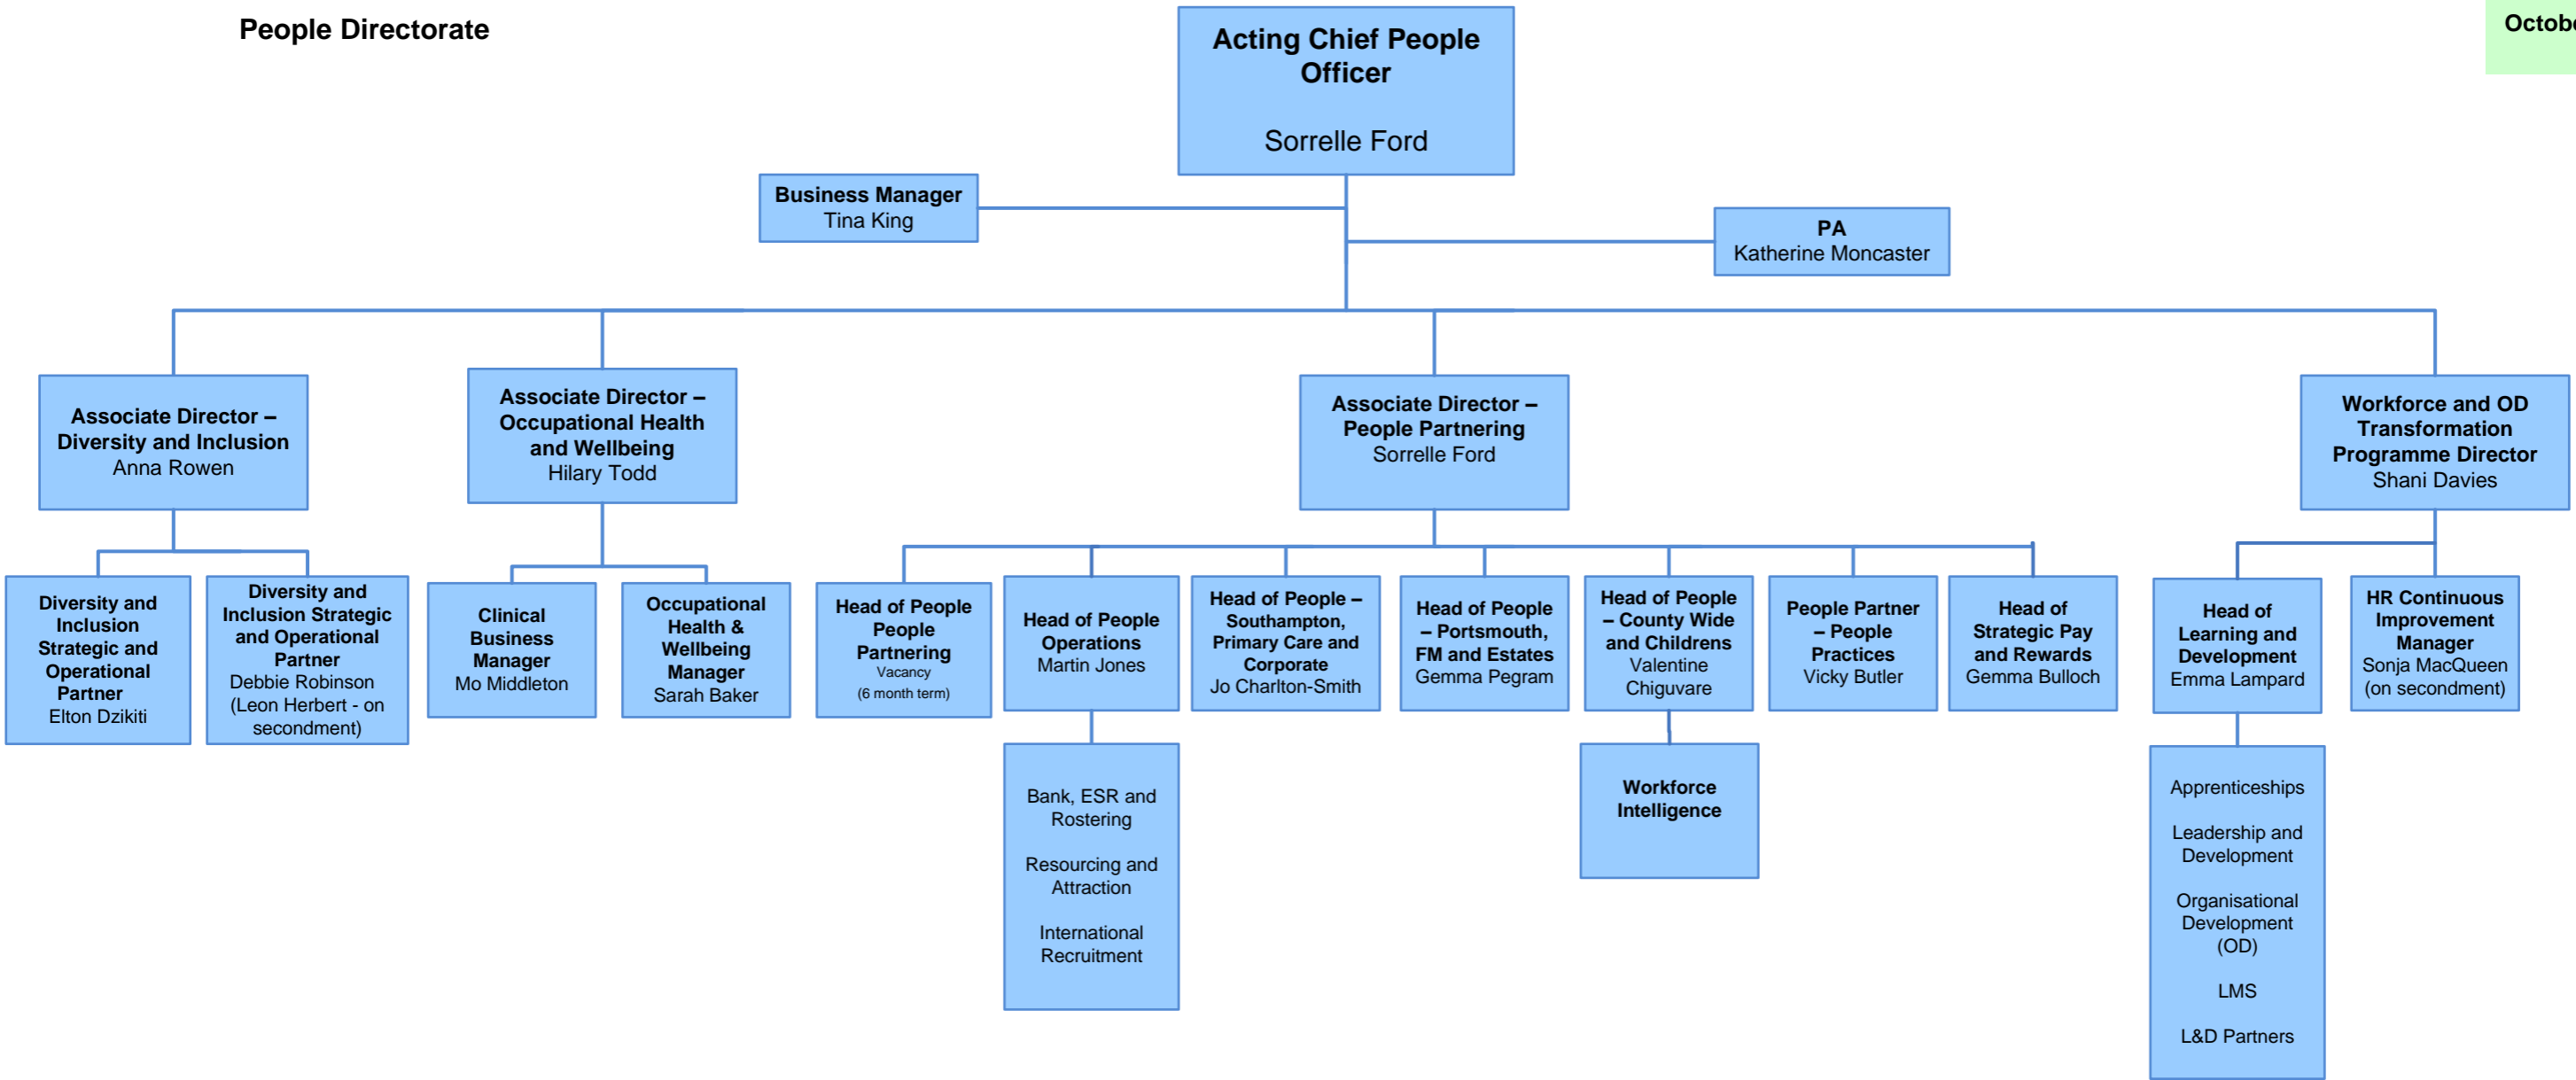 People Directorate
Acting Chief People
Officer
Sorrelle Ford
Business Manager
Tina King
PA
Katherine Moncaster
Associate Director –
Diversity and Inclusion
Anna Rowen
Associate Director –
Occupational Health
and Wellbeing
Hilary Todd
Associate Director –
People Partnering
Sorrelle Ford
Workforce and OD
Transformation
Programme Director
Shani Davies
Diversity and
Inclusion
Strategic and
Operational
Partner
Elton Dzikiti
Diversity and
Inclusion Strategic
and Operational
Partner
Debbie Robinson
(Leon Herbert - on
secondment)
Clinical
Business
Manager
Mo Middleton
Occupational
Health &
Wellbeing
Manager
Sarah Baker
Head of People
People
Partnering
Vacancy
(6 month term)
Head of People
Operations
Martin Jones
Head of People –
Southampton,
Primary Care and
Corporate
Jo Charlton-Smith
Head of People
– Portsmouth,
FM and Estates
Gemma Pegram
Head of People
– County Wide
and Childrens
Valentine
Chiguvare
People Partner
– People
Practices
Vicky Butler
Head of
Strategic Pay
and Rewards
Gemma Bulloch
Head of
Learning and
Development
Emma Lampard
HR Continuous
Improvement
Manager
Sonja MacQueen
(on secondment)
Bank, ESR and
Rostering
Resourcing and
Attraction
International
Recruitment
Workforce
Intelligence
Apprenticeships
Leadership and
Development
Organisational
Development
(OD)
LMS
L&D Partners